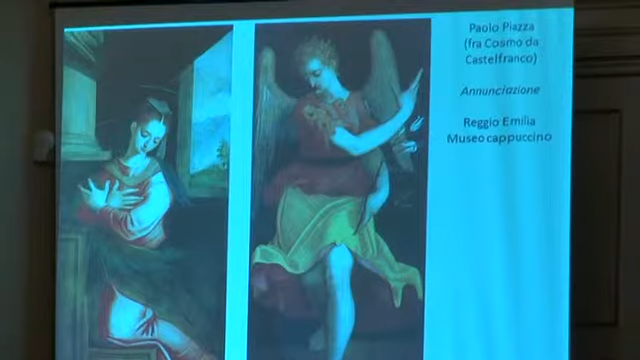 Paolo Piazza
(fra Cosmo da
Castelfranco)
Annunciazione
Reggio Emilia
Museo cappuccino